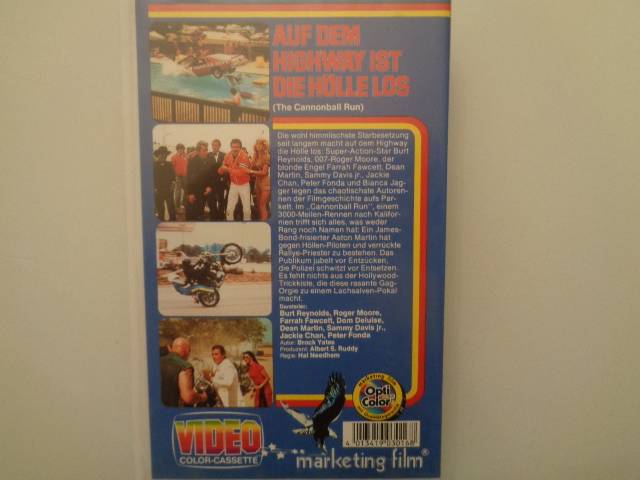 AUF DEM
HIGHWAY IST
DIE HÖLLE LOS
(The Cannonball Run)
Die wohl himmlischste Starbesetzung
seit langem macht auf dem Highway
die Hölle los: Super-Action-Star Burt
Reynolds, 007-Roger Moore, der
blonde Engel Farrah Fawcett, Dean
Martin, Sammy Davis jr., Jackie
Chan, Peter Fonda und Bianca Jag-
ger legen das chaotischste Autoren-
nen der Filmgeschichte aufs Par-
kett. Im „Cannonball Run“, einem
3000-Meilen-Rennen nach Kalifor-
nien trifft sich alles, was weder
Rang noch Namen hat: Ein James-
Bond-frisierter Aston Martin hat
gegen Höllen-Piloten und verrückte
Rallye-Priester zu bestehen. Das
Publikum jubelt vor Entzücken,
die Polizei schwitzt vor Entsetzen.
Es fehlt nichts aus der Hollywood-
Trickkiste, die diese rasante Gag-
Orgie zu einem Lachsalven-Pokal
macht.
Darsteller:
Burt Reynolds, Roger Moore,
Farrah Fawcett, Dom Deluise,
Dean Martin, Sammy Davis jr.,
Jackie Chan, Peter Fonda
Autor: Brock Yates
Produzent: Albert S. Ruddy
Regie: Hal Needham
marketing film
Opti
Color
VIDEO
COLOR-CASSETTE
marketing film®
4 013419 030168